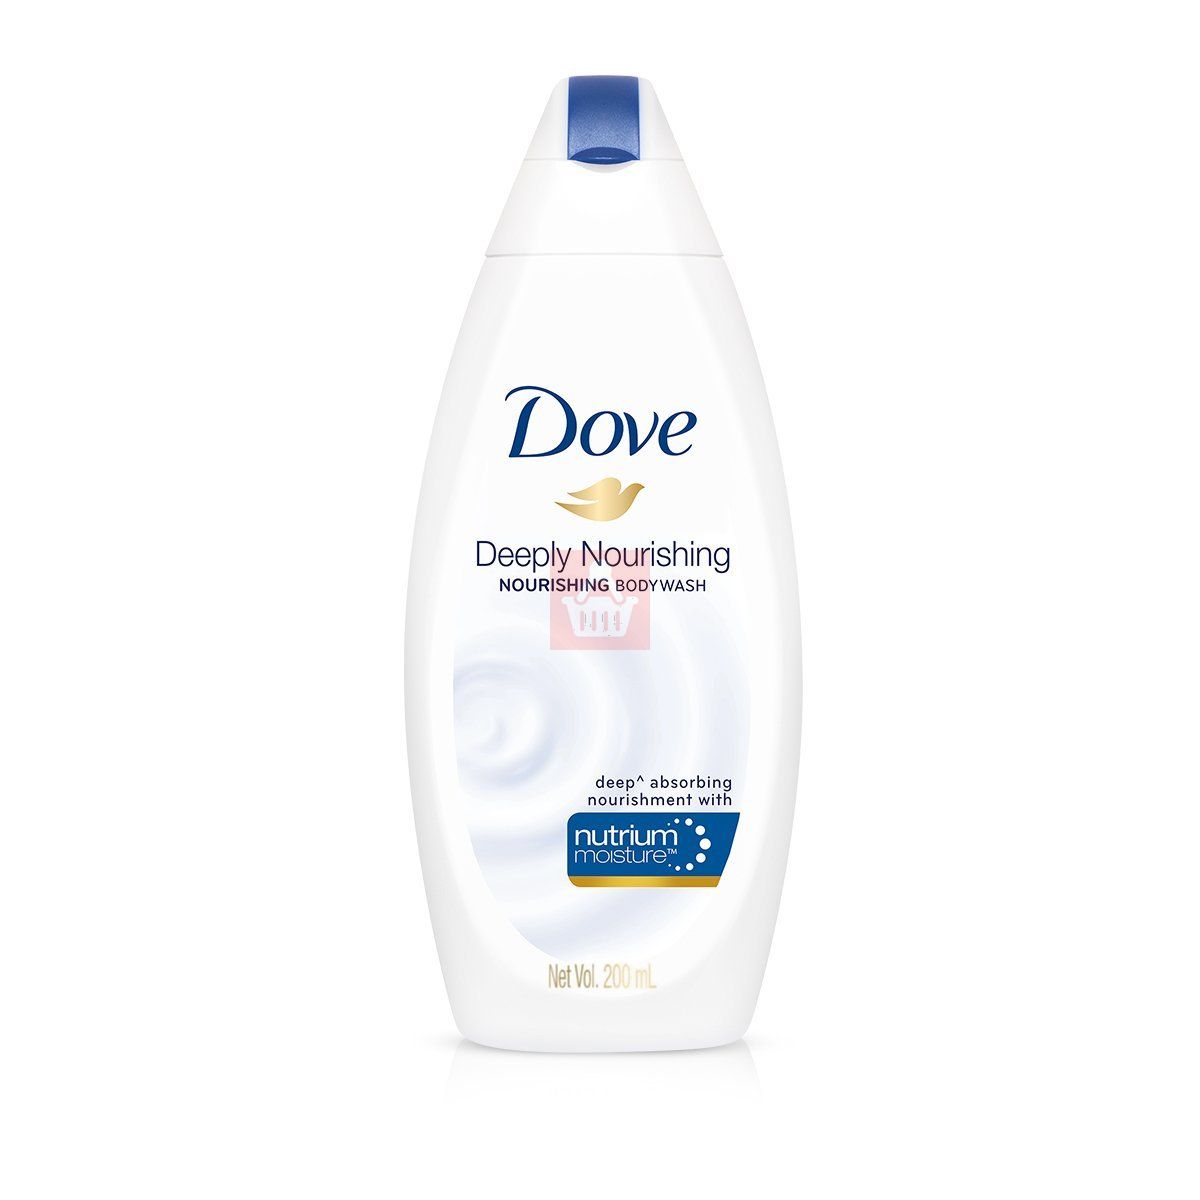 Dove
Deeply Nourishing
NOURISHING BODYWASH
deep^ absorbing
nourishment with
nutrium
moisture™
Net Vol. 200 mL